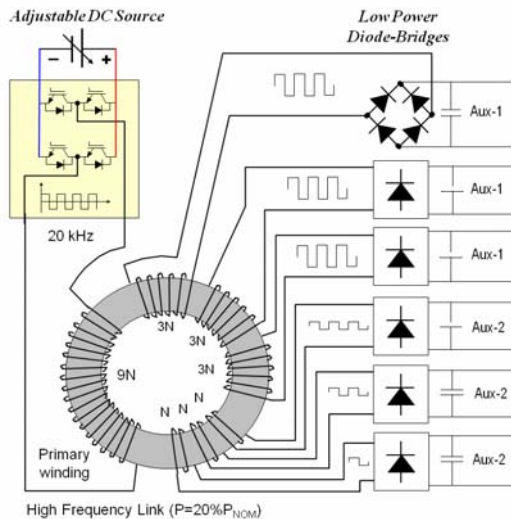 Adjustable DC Source
Low Power
Diode-Bridges
− +
20 kHz
Aux-1
Aux-1
Aux-1
Aux-2
Aux-2
Aux-2
3N
3N
3N
9N
N
N
N
Primary
winding
High Frequency Link (P=20%PNOM)